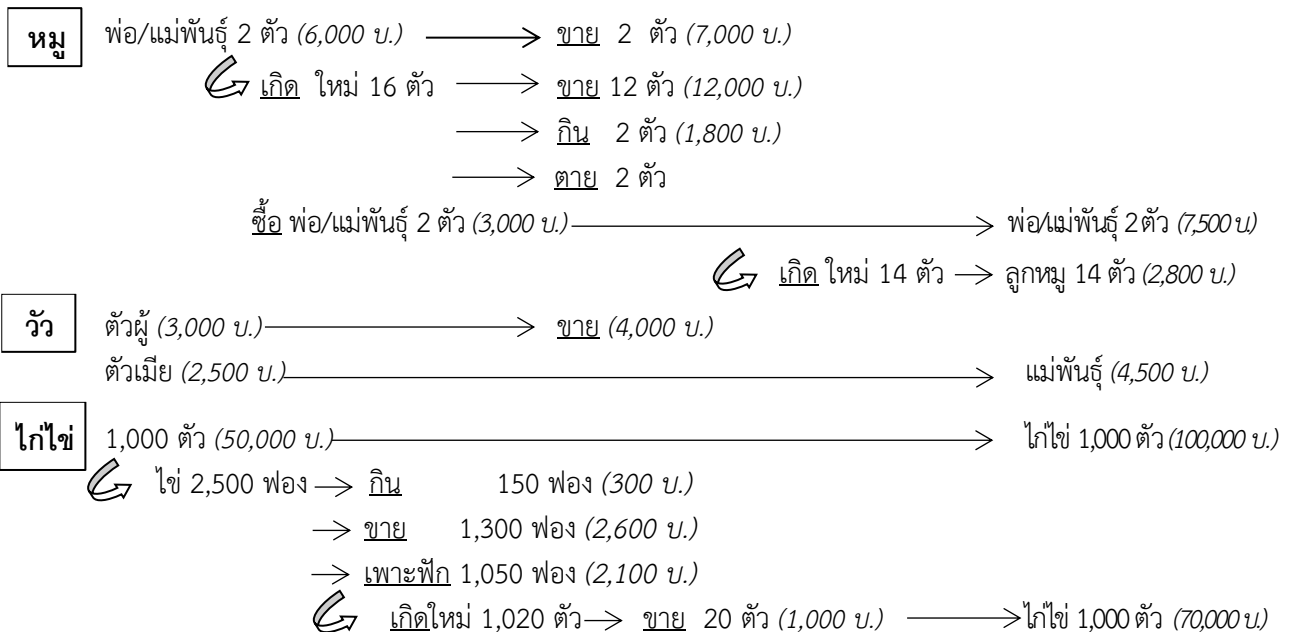 หมู พ่อ/แม่พันธุ์ 2 ตัว (6,000 บ.) ขาย 2 ตัว (7,000 บ.)
เกิด ใหม่ 16 ตัว ขาย 12 ตัว (12,000 บ.)
กิน 2 ตัว (1,800 บ.)
ตาย 2 ตัว
ซื้อ พ่อ/แม่พันธุ์ 2 ตัว (3,000 บ.) พ่อ/แม่พันธุ์ 2 ตัว (7,500 บ.)
เกิด ใหม่ 14 ตัว ลูกหมู 14 ตัว (2,800 บ.)
วัว ตัวผู้ (3,000 บ.) ขาย (4,000 บ.)
ตัวเมีย (2,500 บ.) แม่พันธุ์ (4,500 บ.)
ไก่ไข่ 1,000 ตัว (50,000 บ.) ไก่ไข่ 1,000 ตัว (100,000 บ.)
ไข่ 2,500 ฟอง กิน 150 ฟอง (300 บ.)
ขาย 1,300 ฟอง (2,600 บ.)
เพาะฟัก 1,050 ฟอง (2,100 บ.)
เกิดใหม่ 1,020 ตัว ขาย 20 ตัว (1,000 บ.) ไก่ไข่ 1,000 ตัว (70,000 บ.)